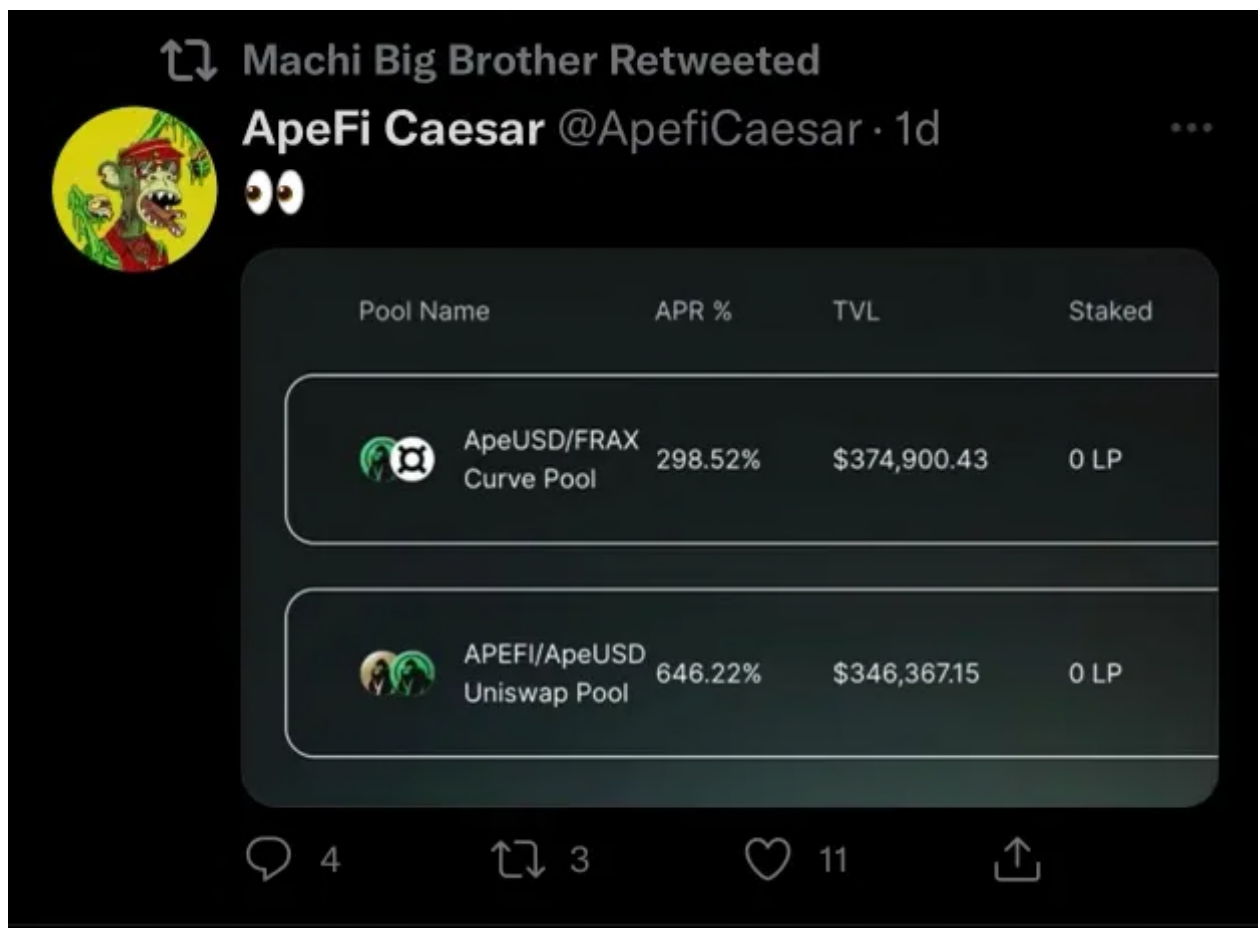 Machi Big Brother Retweeted
ApeFi Caesar @ApefiCaesar · 1d
👀
Pool Name APR % TVL Staked
ApeUSD/FRAX
Curve Pool 298.52% $374,900.43 0 LP
APEFI/ApeUSD
Uniswap Pool 646.22% $346,367.15 0 LP
4 3 11